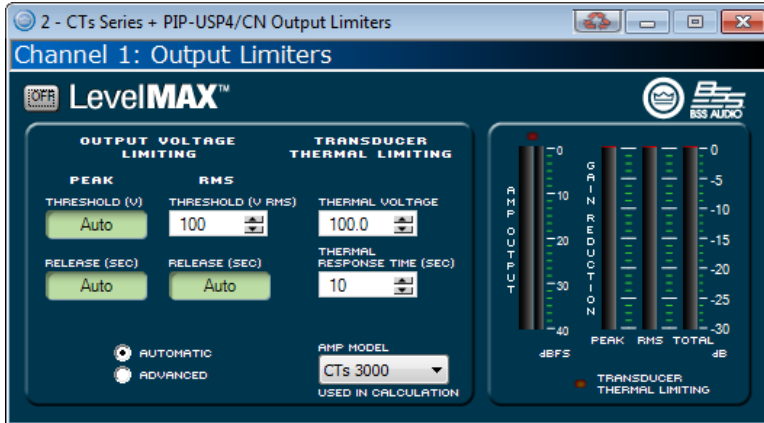 2 - CTs Series + PIP-USP4/CN Output Limiters
Channel 1: Output Limiters
OFF LevelMAX™
BSS AUDIO
OUTPUT VOLTAGE LIMITING
PEAK
RMS
THRESHOLD (V)
THRESHOLD (V RMS)
Auto
100
RELEASE (SEC)
RELEASE (SEC)
Auto
Auto
AUTOMATIC
ADVANCED
TRANSDUCER
THERMAL LIMITING
THERMAL VOLTAGE
100.0
THERMAL
RESPONSE TIME (SEC)
10
AMP MODEL
CTs 3000
USED IN CALCULATION
AMP OUTPUT
0
-10
-20
-30
-40
dBFS
GAIN REDUCTION
0
-5
-10
-15
-20
-25
-30
PEAK RMS TOTAL
dB
TRANSDUCER
THERMAL LIMITING